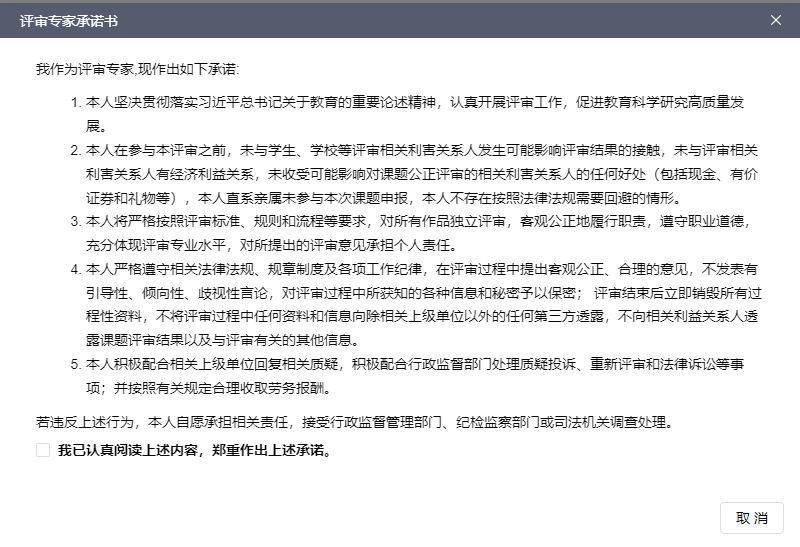 评审专家承诺书
我作为评审专家,现作出如下承诺:
1. 本人坚决贯彻落实习近平总书记关于教育的重要论述精神，认真开展评审工作，促进教育科学研究高质量发
展。
2. 本人在参与本评审之前，未与学生、学校等评审相关利害关系人发生可能影响评审结果的接触，未与评审相关
利害关系人有经济利益关系，未收受可能影响对课题公正评审的相关利害关系人的任何好处（包括现金、有价
证券和礼物等），本人直系亲属未参与本次课题申报，本人不存在按照法律法规需要回避的情形。
3. 本人将严格按照评审标准、规则和流程等要求，对所有作品独立评审，客观公正地履行职责，遵守职业道德，
充分体现评审专业水平，对所提出的评审意见承担个人责任。
4. 本人严格遵守相关法律法规、规章制度及各项工作纪律，在评审过程中提出客观公正、合理的意见，不发表有
引导性、倾向性、歧视性言论，对评审过程中所获知的各种信息和秘密予以保密； 评审结束后立即销毁所有过
程性资料，不将评审过程中任何资料和信息向除相关上级单位以外的任何第三方透露，不向相关利益关系人透
露课题评审结果以及与评审有关的其他信息。
5. 本人积极配合相关上级单位回复相关质疑，积极配合行政监督部门处理质疑投诉、重新评审和法律诉讼等事
项；并按照有关规定合理收取劳务报酬。
若违反上述行为，本人自愿承担相关责任，接受行政监督管理部门、纪检监察部门或司法机关调查处理。
我已认真阅读上述内容，郑重作出上述承诺。
取 消